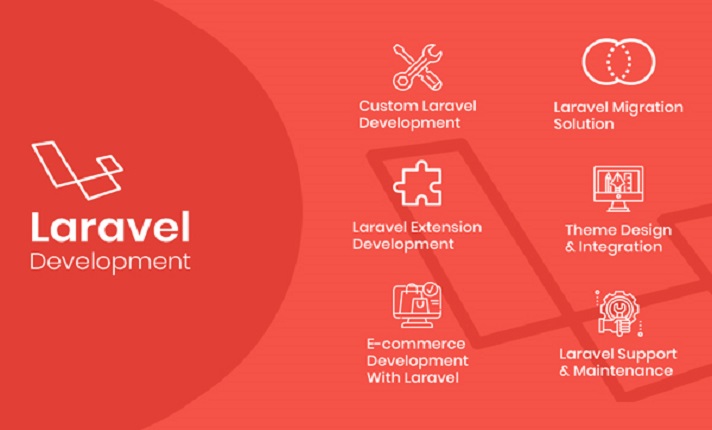 Laravel
Development
Custom Laravel
Development
Laravel Migration
Solution
Laravel Extension
Development
Theme Design
& Integration
E-commerce
Development
With Laravel
Laravel Support
& Maintenance